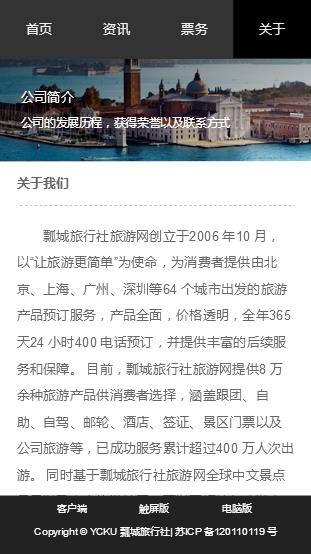 首页 资讯 票务 关于
公司简介
公司的发展历程，获得荣誉以及联系方式
关于我们
瓢城旅行社旅游网创立于2006 年10 月，
以“让旅游更简单”为使命，为消费者提供由北
京、上海、广州、深圳等64 个城市出发的旅游
产品预订服务，产品全面，价格透明，全年365
天24 小时400 电话预订，并提供丰富的后续服
务和保障。 目前，瓢城旅行社旅游网提供8 万
余种旅游产品供消费者选择，涵盖跟团、自
助、自驾、邮轮、酒店、签证、景区门票以及
公司旅游等，已成功服务累计超过400 万人次出
游。 同时基于瓢城旅行社旅游网全球中文景点
客户端 触屏版 电脑版
Copyright © YCKU 瓢城旅行社| 苏ICP 备120110119 号